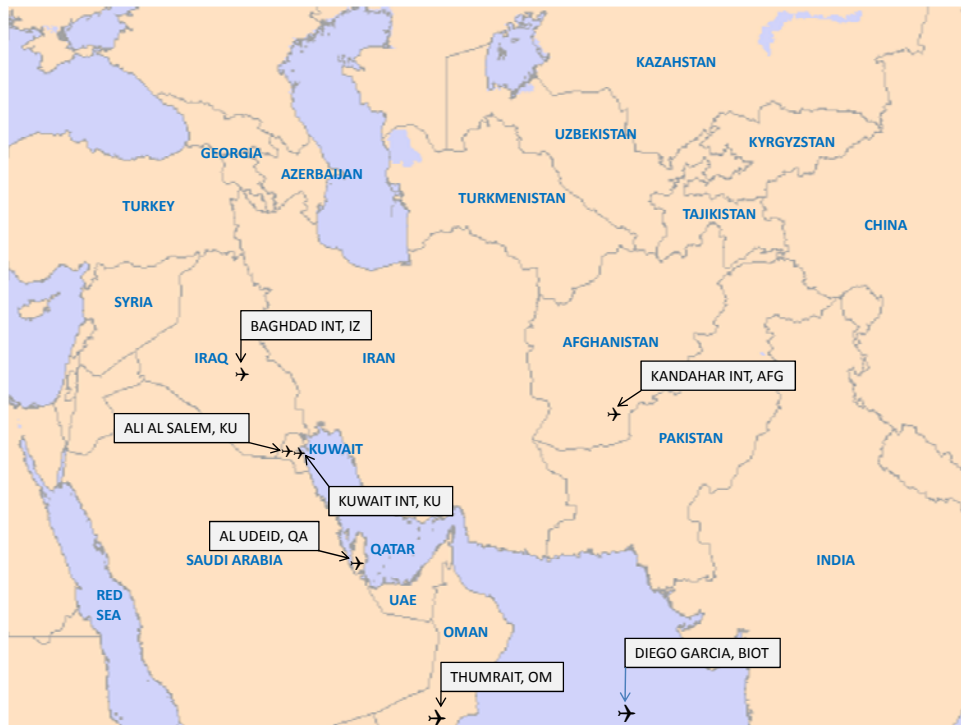 KAZAHSTAN
UZBEKISTAN
KYRGYZSTAN
GEORGIA
AZERBAIJAN
TURKMENISTAN
TAJIKISTAN
TURKEY
CHINA
SYRIA
BAGHDAD INT, IZ
IRAQ
IRAN
AFGHANISTAN
KANDAHAR INT, AFG
ALI AL SALEM, KU
KUWAIT
PAKISTAN
KUWAIT INT, KU
AL UDEID, QA
QATAR
SAUDI ARABIA
INDIA
RED
SEA
UAE
OMAN
DIEGO GARCIA, BIOT
THUMRAIT, OM